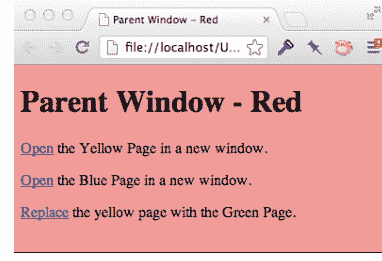 Parent Window – Red
file://localhost/U...
Parent Window - Red
Open the Yellow Page in a new window.
Open the Blue Page in a new window.
Replace the yellow page with the Green Page.